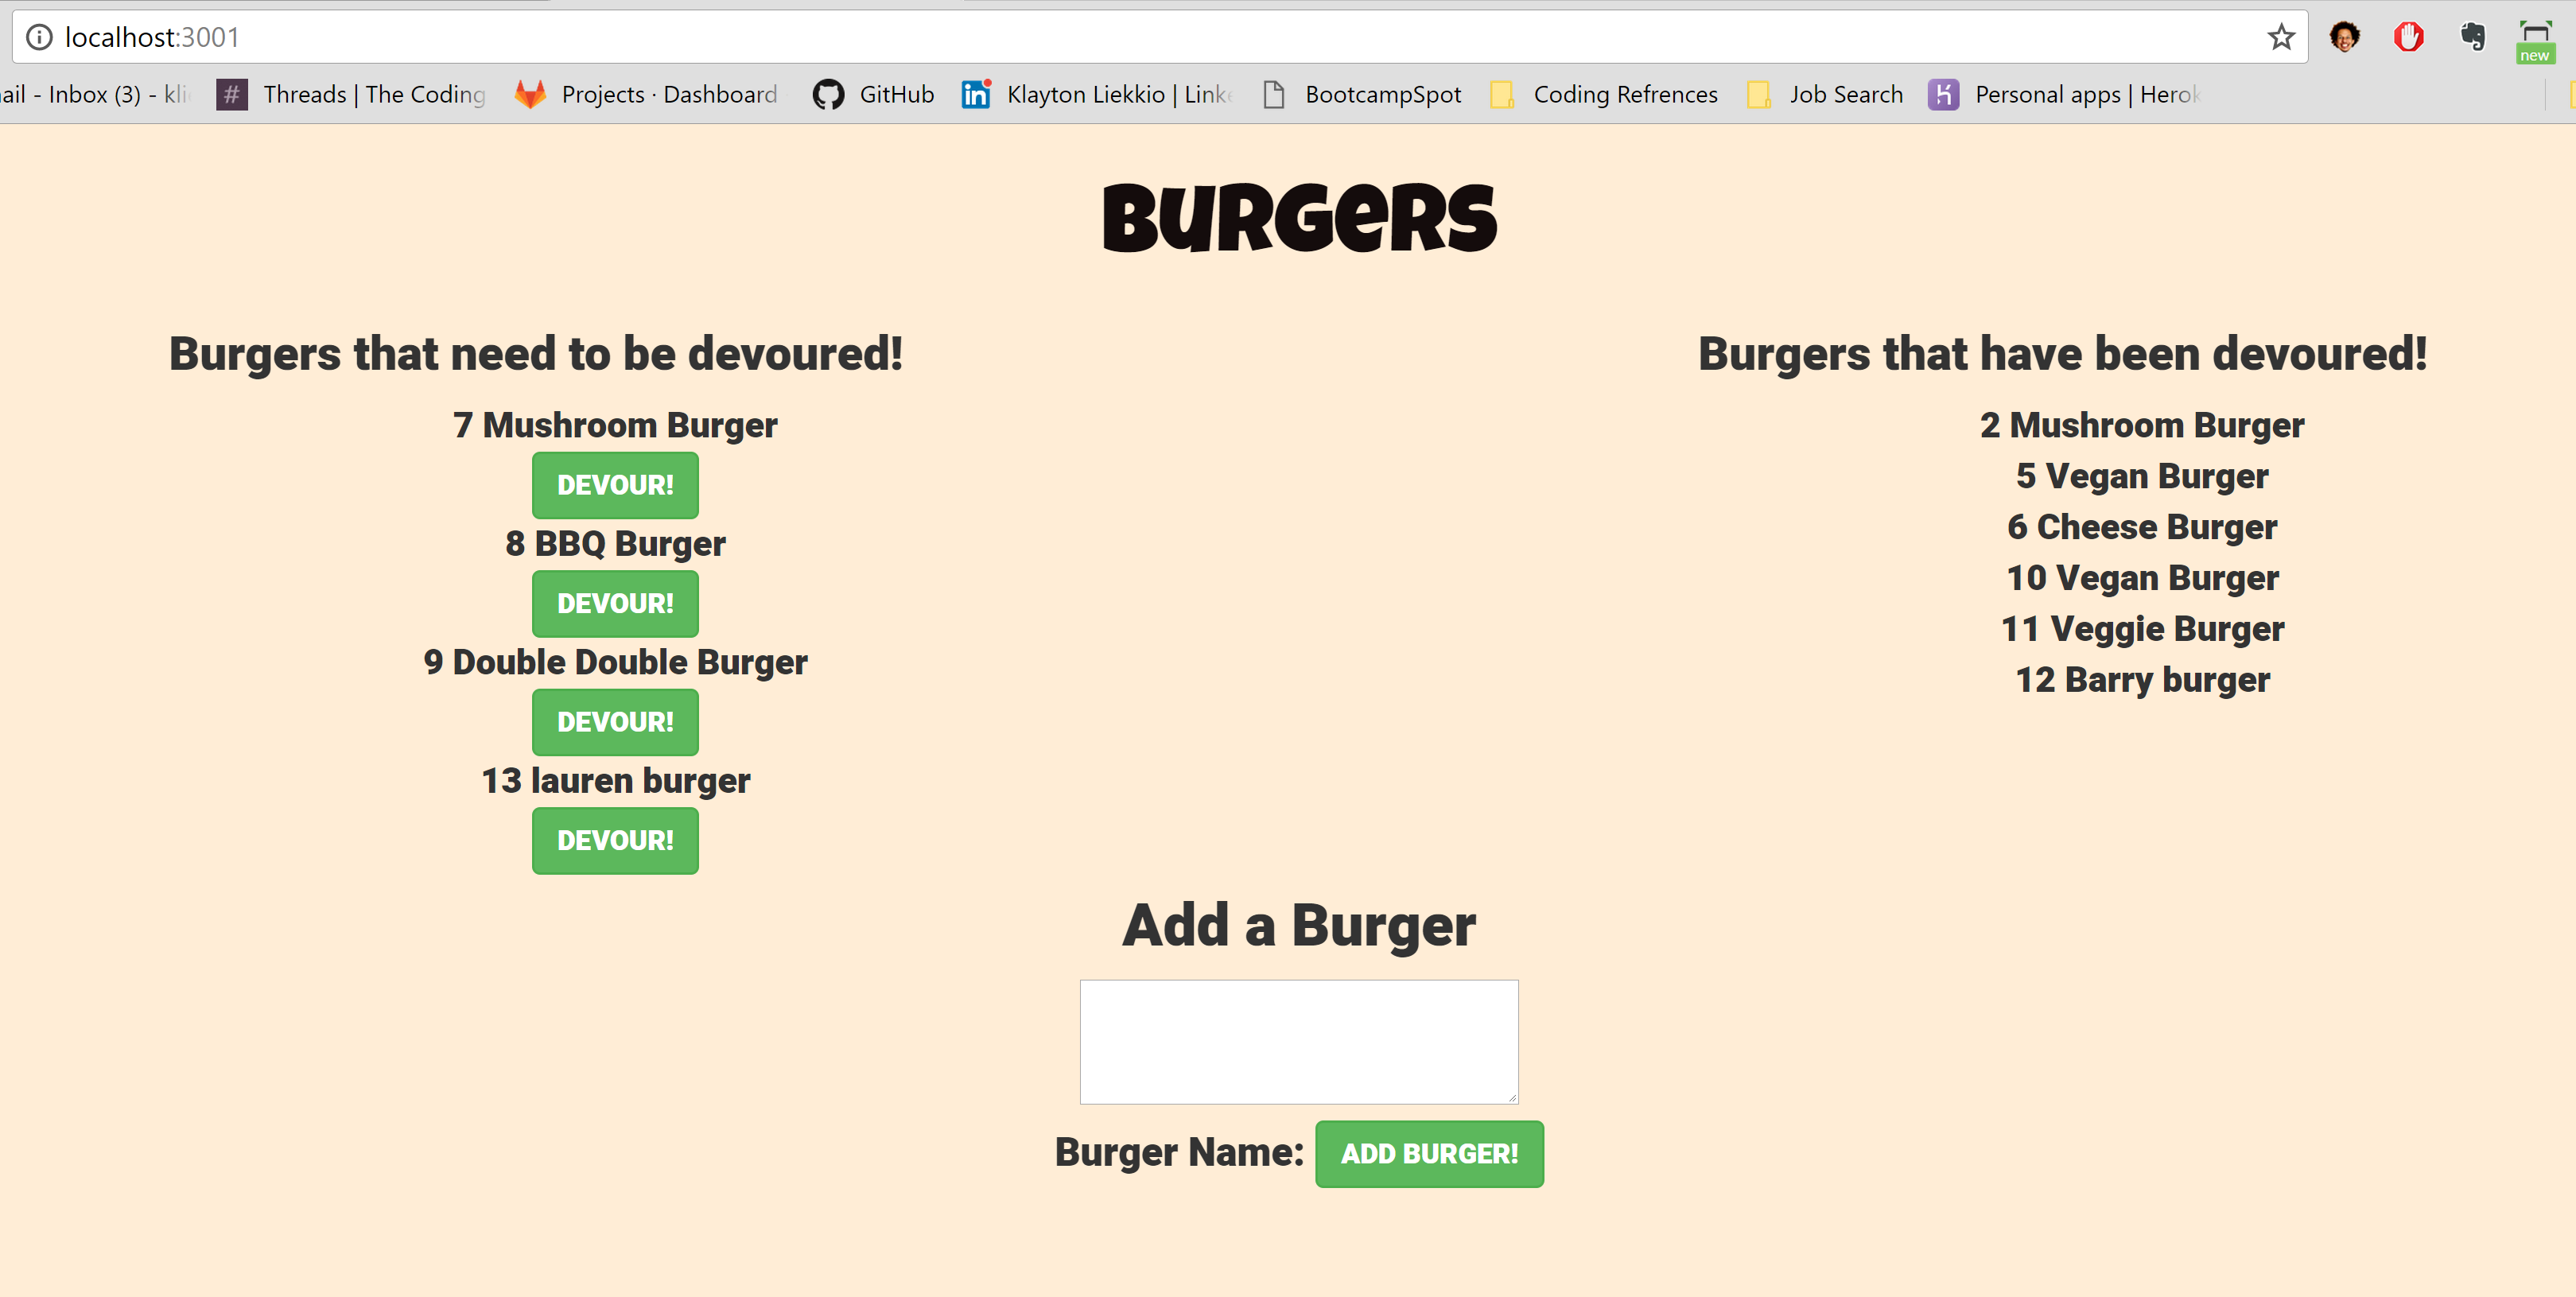 localhost:3001
new
ail - Inbox (3) - kli # Threads | The Coding Projects · Dashboard GitHub in Klayton Liekkio | Linke BootcampSpot Coding Refrences Job Search Personal apps | Herok
BURGeRS
Burgers that need to be devoured!
7 Mushroom Burger
DEVOUR!
8 BBQ Burger
DEVOUR!
9 Double Double Burger
DEVOUR!
13 lauren burger
DEVOUR!
Burgers that have been devoured!
2 Mushroom Burger
5 Vegan Burger
6 Cheese Burger
10 Vegan Burger
11 Veggie Burger
12 Barry burger
Add a Burger
Burger Name: ADD BURGER!